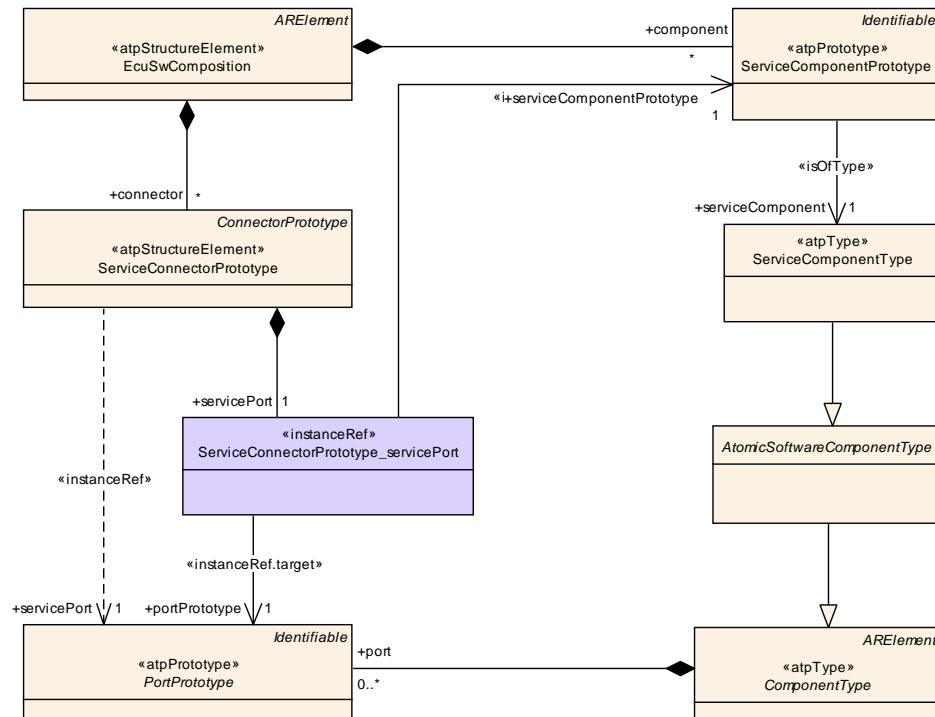 ARElement
«atpStructureElement»
EcuSwComposition
+component
*
Identifiable
«atpPrototype»
ServiceComponentPrototype
«i+serviceComponentPrototype
1
«isOfType»
+connector
*
+serviceComponent
1
ConnectorPrototype
«atpStructureElement»
ServiceConnectorPrototype
«atpType»
ServiceComponentType
+servicePort
1
«instanceRef»
ServiceConnectorPrototype_servicePort
AtomicSoftwareComponentType
«instanceRef»
«instanceRef.target»
+servicePort
1
+portPrototype
1
Identifiable
«atpPrototype»
PortPrototype
+port
0..*
ARElement
«atpType»
ComponentType